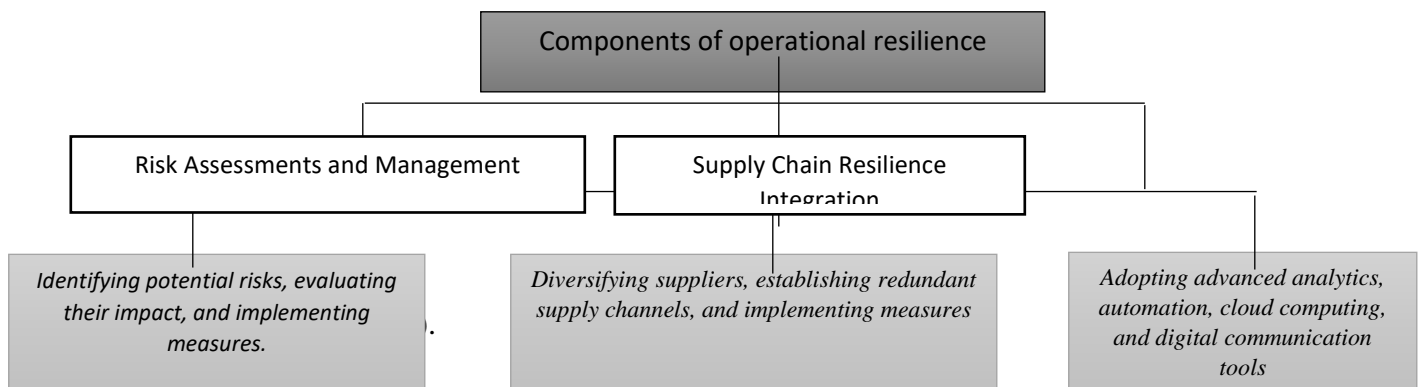 Components of operational resilience
Risk Assessments and Management
Supply Chain Resilience
Integration
Identifying potential risks, evaluating
their impact, and implementing
measures.
).
Diversifying suppliers, establishing redundant
supply channels, and implementing measures
Adopting advanced analytics,
automation, cloud computing,
and digital communication
tools